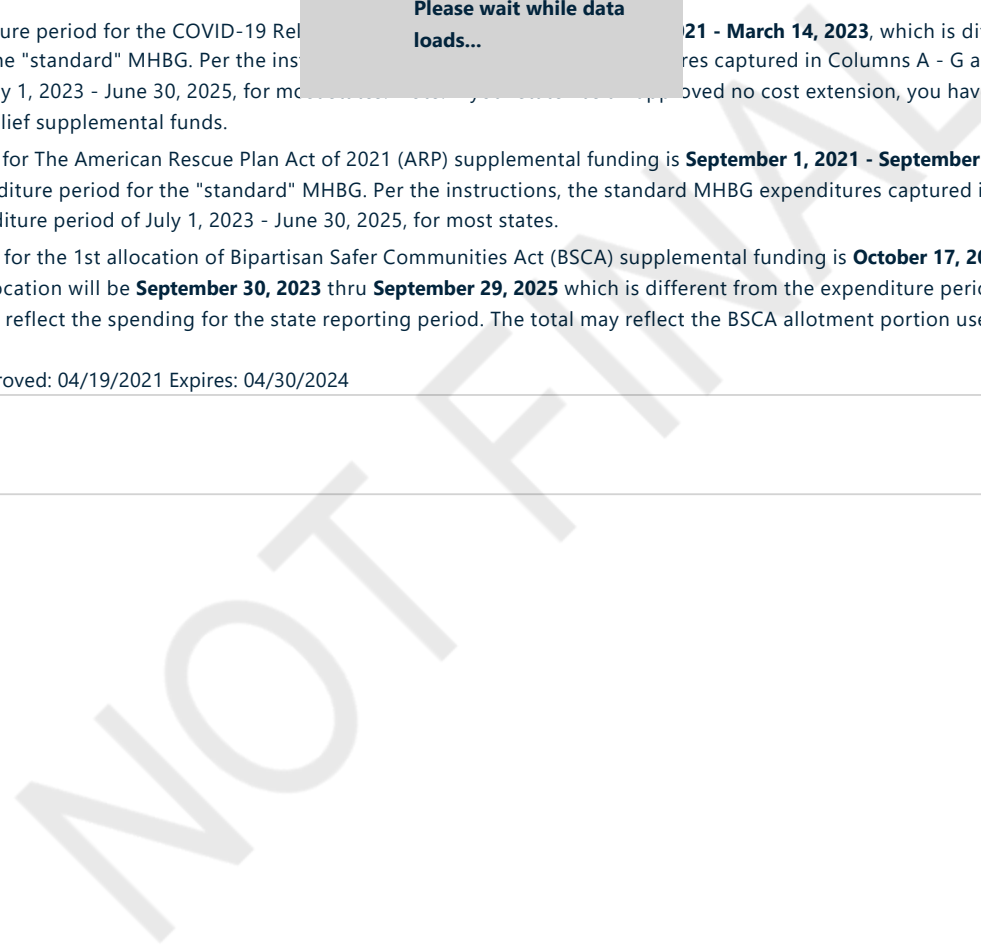 Please wait while data
loads...
ure period for the COVID-19 Rel 21 - March 14, 2023, which is di
he "standard" MHBG. Per the ins res captured in Columns A - G a
y 1, 2023 - June 30, 2025, for mo oved no cost extension, you hav
lief supplemental funds.
for The American Rescue Plan Act of 2021 (ARP) supplemental funding is September 1, 2021 - September
diture period for the "standard" MHBG. Per the instructions, the standard MHBG expenditures captured i
diture period of July 1, 2023 - June 30, 2025, for most states.
for the 1st allocation of Bipartisan Safer Communities Act (BSCA) supplemental funding is October 17, 20
ocation will be September 30, 2023 thru September 29, 2025 which is different from the expenditure perio
reflect the spending for the state reporting period. The total may reflect the BSCA allotment portion use
roved: 04/19/2021 Expires: 04/30/2024
NOT FINAL